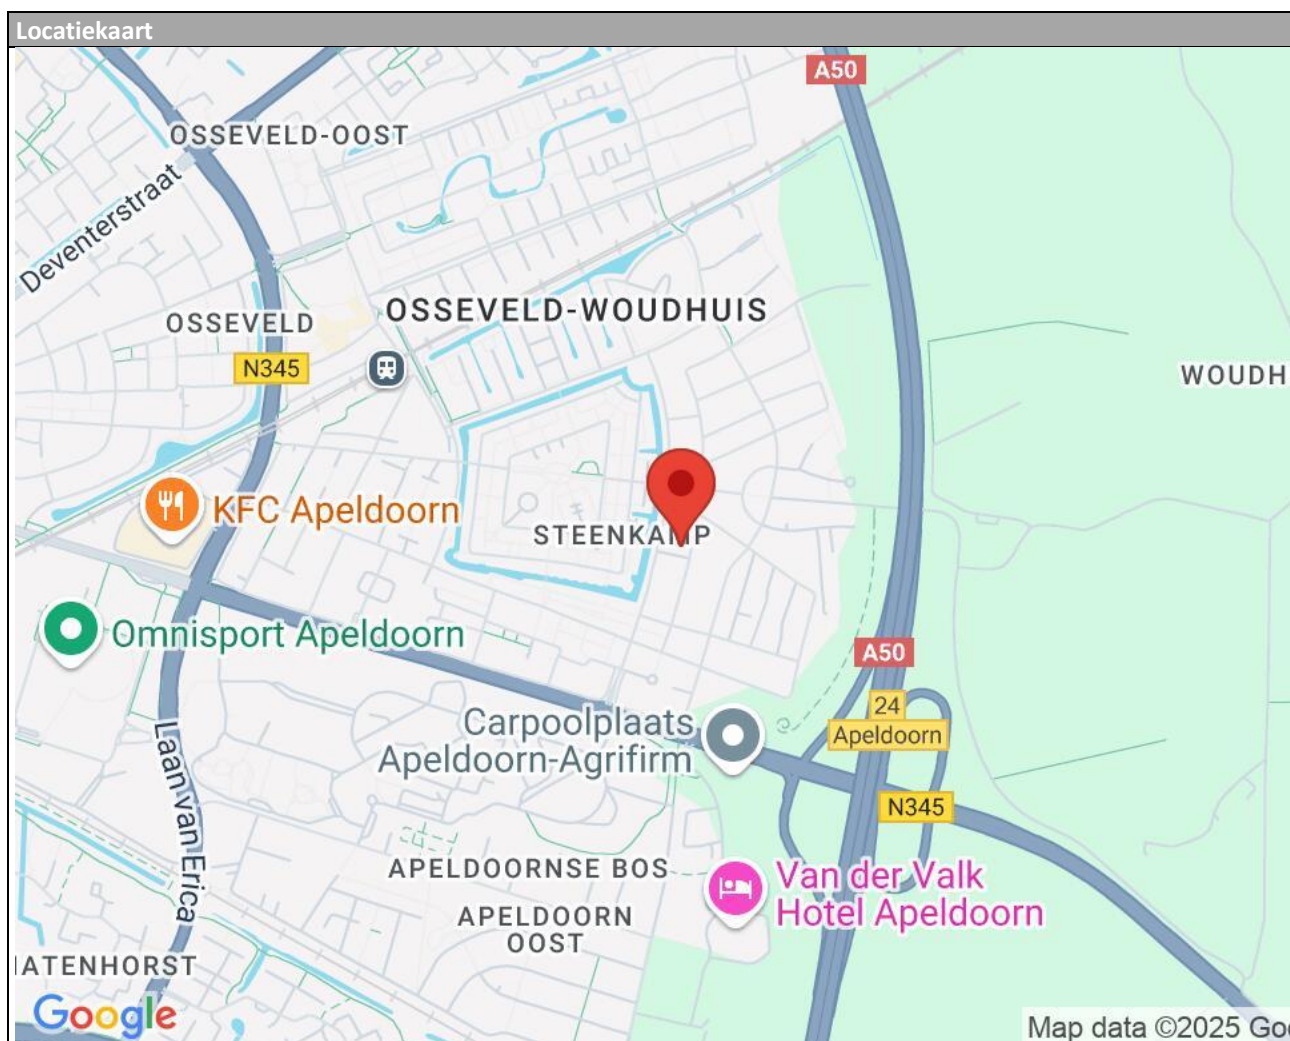 Locatiekaart
A50
OSSEVELD-OOST
Deventerstraat
OSSEVELD-WOUDHUIS
OSSEVELD
N345
WOUDH
KFC Apeldoorn
STEENKAMP
Omnisport Apeldoorn
A50
24
Apeldoorn
Carpoolplaats
Apeldoorn-Agrifirm
Laan van Erica
N345
APELDOORNSE BOS
Van der Valk
Hotel Apeldoorn
APELDOORN
OOST
MATENHORST
Google
Map data ©2025 Goo